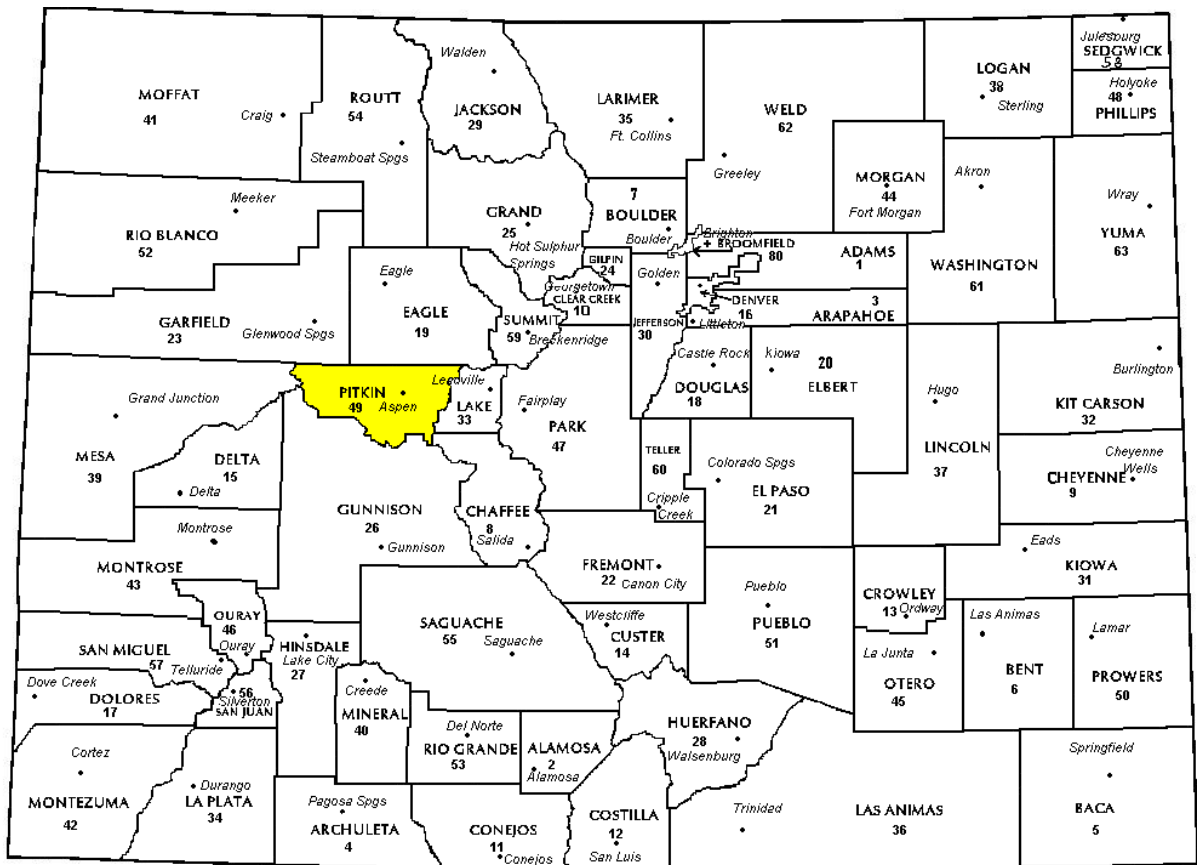 Walden
Julesburg
SEDGWICK
58
LOGAN
38
Sterling
Holyoke
48
PHILLIPS
MOFFAT
41
Craig
ROUTT
54
Steamboat Spgs
JACKSON
29
LARIMER
35
Ft. Collins
WELD
62
Greeley
MORGAN
44
Fort Morgan
Akron
WASHINGTON
61
Wray
YUMA
63
Meeker
RIO BLANCO
52
GRAND
25
Hot Sulphur
Springs
7
BOULDER
Boulder
Brighton
+ BROOMFIELD
80
ADAMS
1
GILPIN
24
Golden
Georgetown
CLEAR CREEK
10
DENVER
16
3
ARAPAHOE
Littleton
JEFFERSON
30
Eagle
EAGLE
19
SUMMIT
59
Breckenridge
GARFIELD
23
Glenwood Spgs
Castle Rock
DOUGLAS
18
Kiowa
20
ELBERT
Hugo
LINCOLN
37
Burlington
KIT CARSON
32
PITKIN
49
Aspen
Leadville
LAKE
33
Fairplay
PARK
47
Grand Junction
MESA
39
DELTA
15
Delta
TELLER
60
Cripple
Creek
Colorado Spgs
EL PASO
21
Cheyenne
Wells
CHEYENNE
9
GUNNISON
26
Gunnison
CHAFFEE
8
Salida
Montrose
MONTROSE
43
FREMONT
22
Canon City
Eads
KIOWA
31
Pueblo
PUEBLO
51
CROWLEY
13
Ordway
OURAY
46
Ouray
HINSDALE
Lake City
27
SAGUACHE
55
Saguache
Westcliffe
CUSTER
14
La Junta
OTERO
45
Las Animas
BENT
6
Lamar
PROWERS
50
SAN MIGUEL
57
Telluride
Dove Creek
DOLORES
17
56
Silverton
SAN JUAN
Creede
MINERAL
40
Del Norte
RIO GRANDE
53
ALAMOSA
2
Alamosa
HUERFANO
28
Walsenburg
Springfield
BACA
5
Cortez
MONTEZUMA
42
Durango
LA PLATA
34
Pagosa Spgs
ARCHULETA
4
CONEJOS
11
Conejos
COSTILLA
12
San Luis
Trinidad
LAS ANIMAS
36